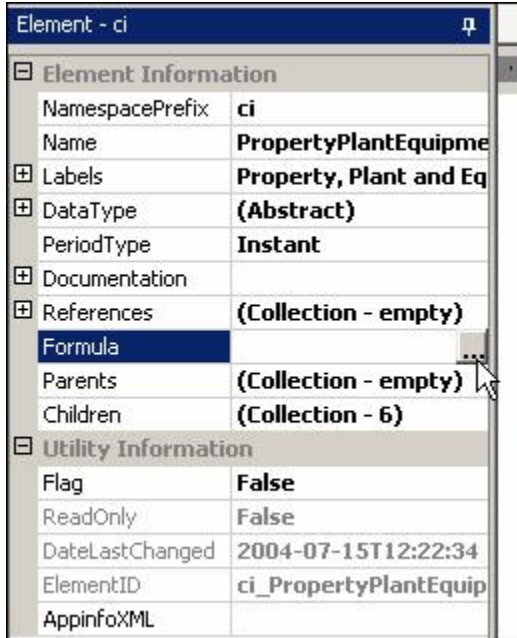 Element - ci
Element Information
NamespacePrefix ci
Name PropertyPlantEquipme
Labels Property, Plant and Eq
DataType (Abstract)
PeriodType Instant
Documentation
References (Collection - empty)
Formula ...
Parents (Collection - empty)
Children (Collection - 6)
Utility Information
Flag False
ReadOnly False
DateLastChanged 2004-07-15T12:22:34
ElementID ci_PropertyPlantEquip
AppinfoXML